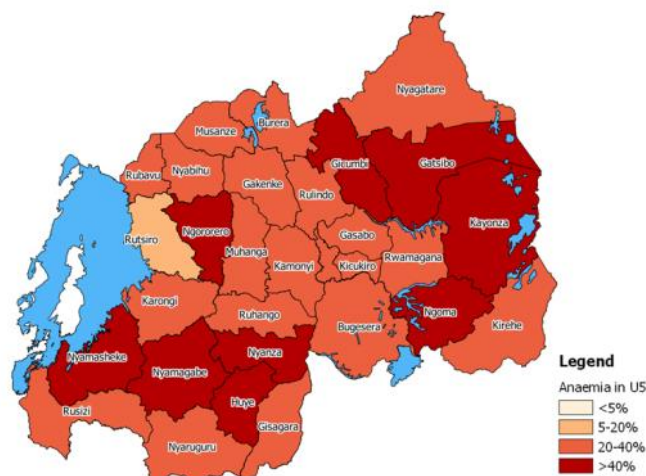 Nyagatare
Burera
Musanze
Gicumbi
Gatsibo
Rubavu
Nyabihu
Gakenke
Rulindo
Kayonza
Rutsiro
Ngororero
Muhanga
Gasabo
Kamonyi
Kicukiro
Rwamagana
Karongi
Ruhango
Bugesera
Ngoma
Kirehe
Nyamasheke
Nyamagabe
Nyanza
Huye
Rusizi
Gisagara
Nyaruguru
Legend
Anaemia in U5
<5%
5-20%
20-40%
>40%